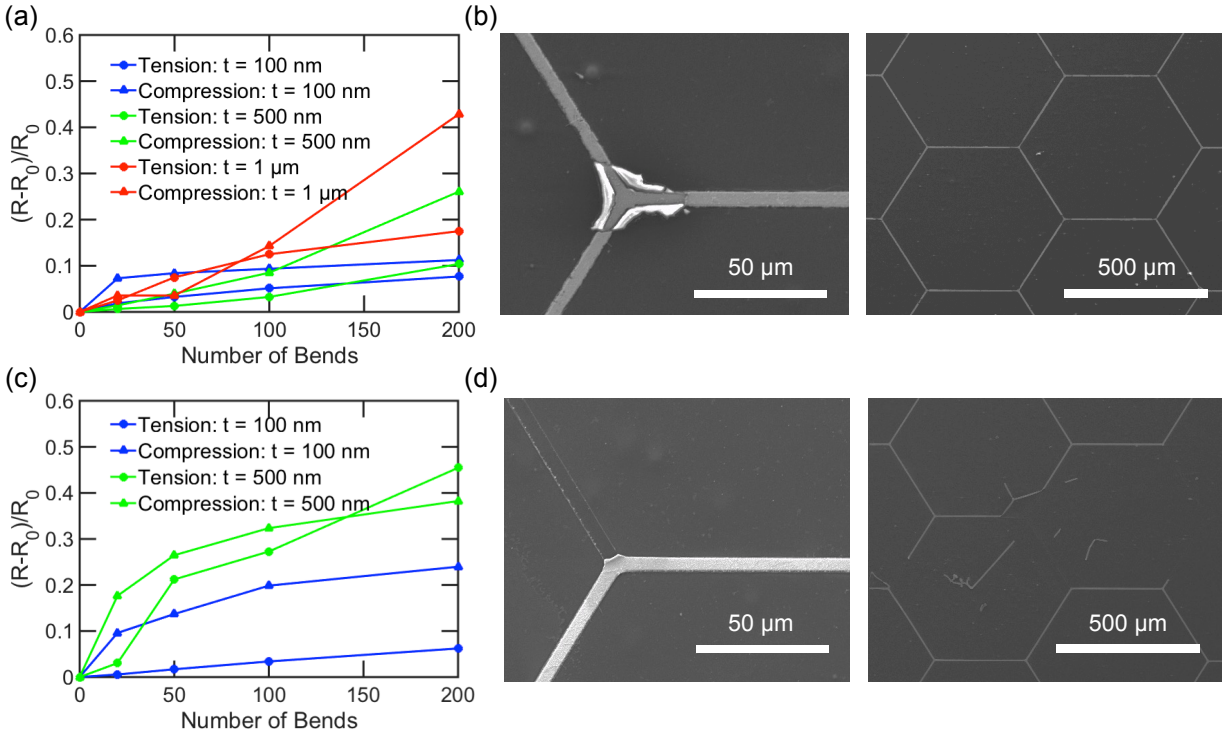 (a)
0.6
0.5
0.4
0.3
0.2
0.1
0
(R-R0)/R0
Tension: t = 100 nm
Compression: t = 100 nm
Tension: t = 500 nm
Compression: t = 500 nm
Tension: t = 1 μm
Compression: t = 1 μm
0 50 100 150 200
Number of Bends
(b)
50 μm
500 μm
(c)
0.6
0.5
0.4
0.3
0.2
0.1
0
(R-R0)/R0
Tension: t = 100 nm
Compression: t = 100 nm
Tension: t = 500 nm
Compression: t = 500 nm
0 50 100 150 200
Number of Bends
(d)
50 μm
500 μm